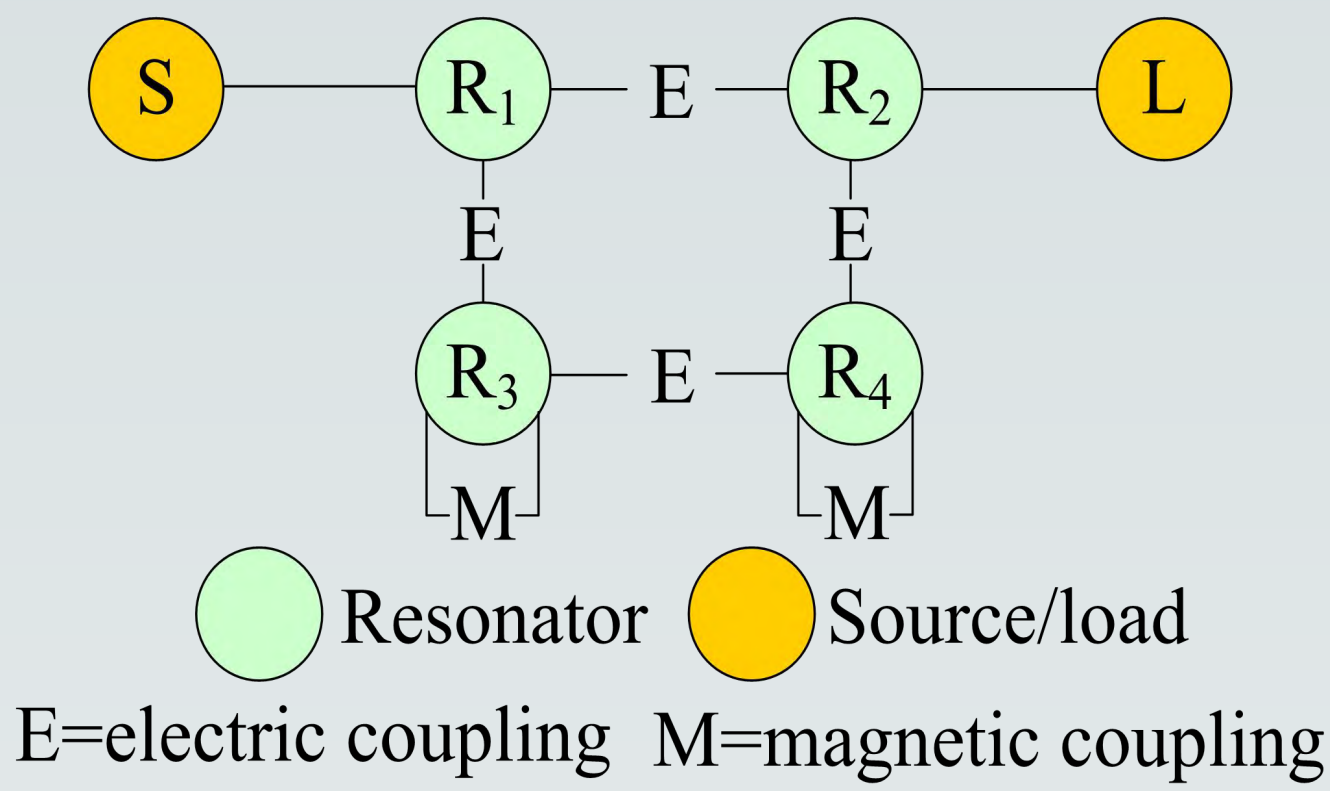 S R₁ E R₂ L
E E
R₃ E R₄
M M
Resonator Source/load
E=electric coupling M=magnetic coupling